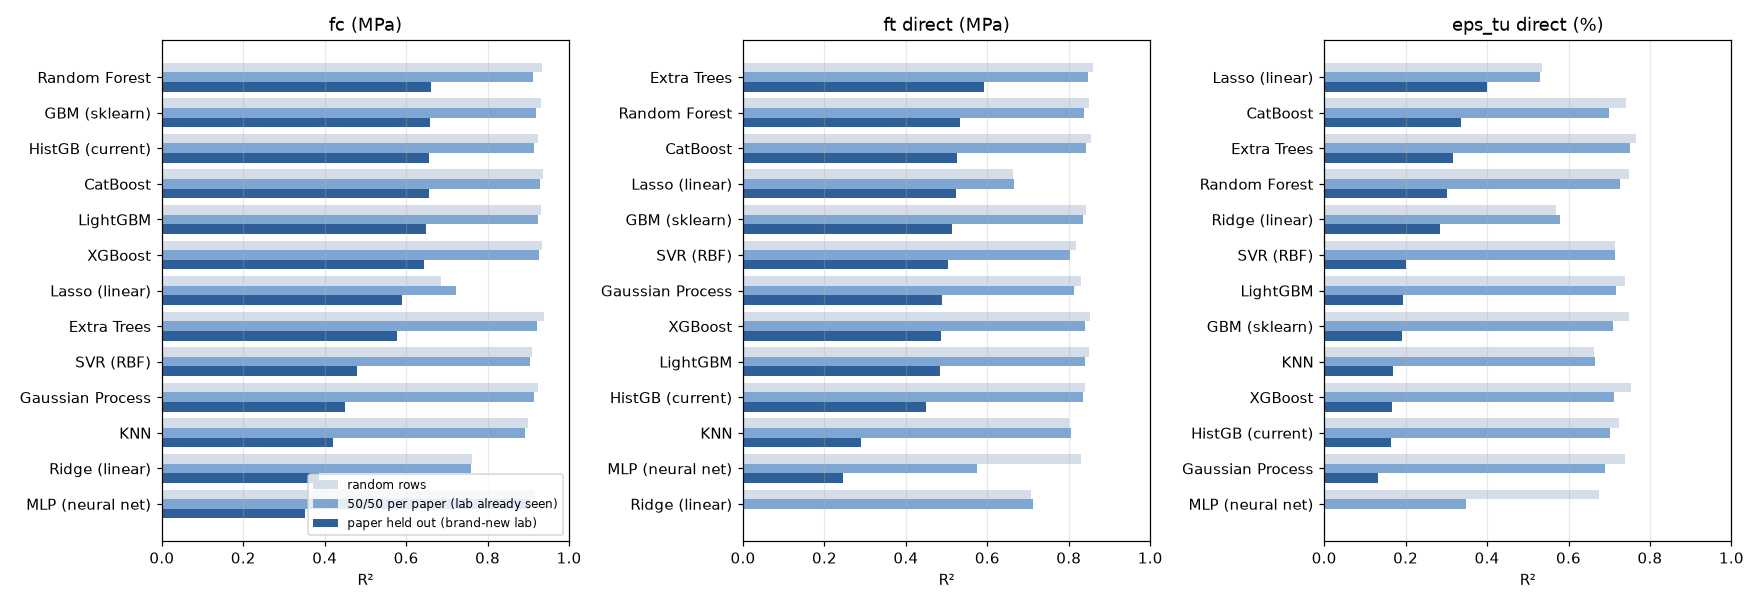 fc (MPa)
Random Forest
GBM (sklearn)
HistGB (current)
CatBoost
LightGBM
XGBoost
Lasso (linear)
Extra Trees
SVR (RBF)
Gaussian Process
KNN
Ridge (linear)
MLP (neural net)
random rows
50/50 per paper (lab already seen)
paper held out (brand-new lab)
0.0 0.2 0.4 0.6 0.8 1.0
R²
ft direct (MPa)
Extra Trees
Random Forest
CatBoost
Lasso (linear)
GBM (sklearn)
SVR (RBF)
Gaussian Process
XGBoost
LightGBM
HistGB (current)
KNN
MLP (neural net)
Ridge (linear)
0.0 0.2 0.4 0.6 0.8 1.0
R²
eps_tu direct (%)
Lasso (linear)
CatBoost
Extra Trees
Random Forest
Ridge (linear)
SVR (RBF)
LightGBM
GBM (sklearn)
KNN
XGBoost
HistGB (current)
Gaussian Process
MLP (neural net)
0.0 0.2 0.4 0.6 0.8 1.0
R²